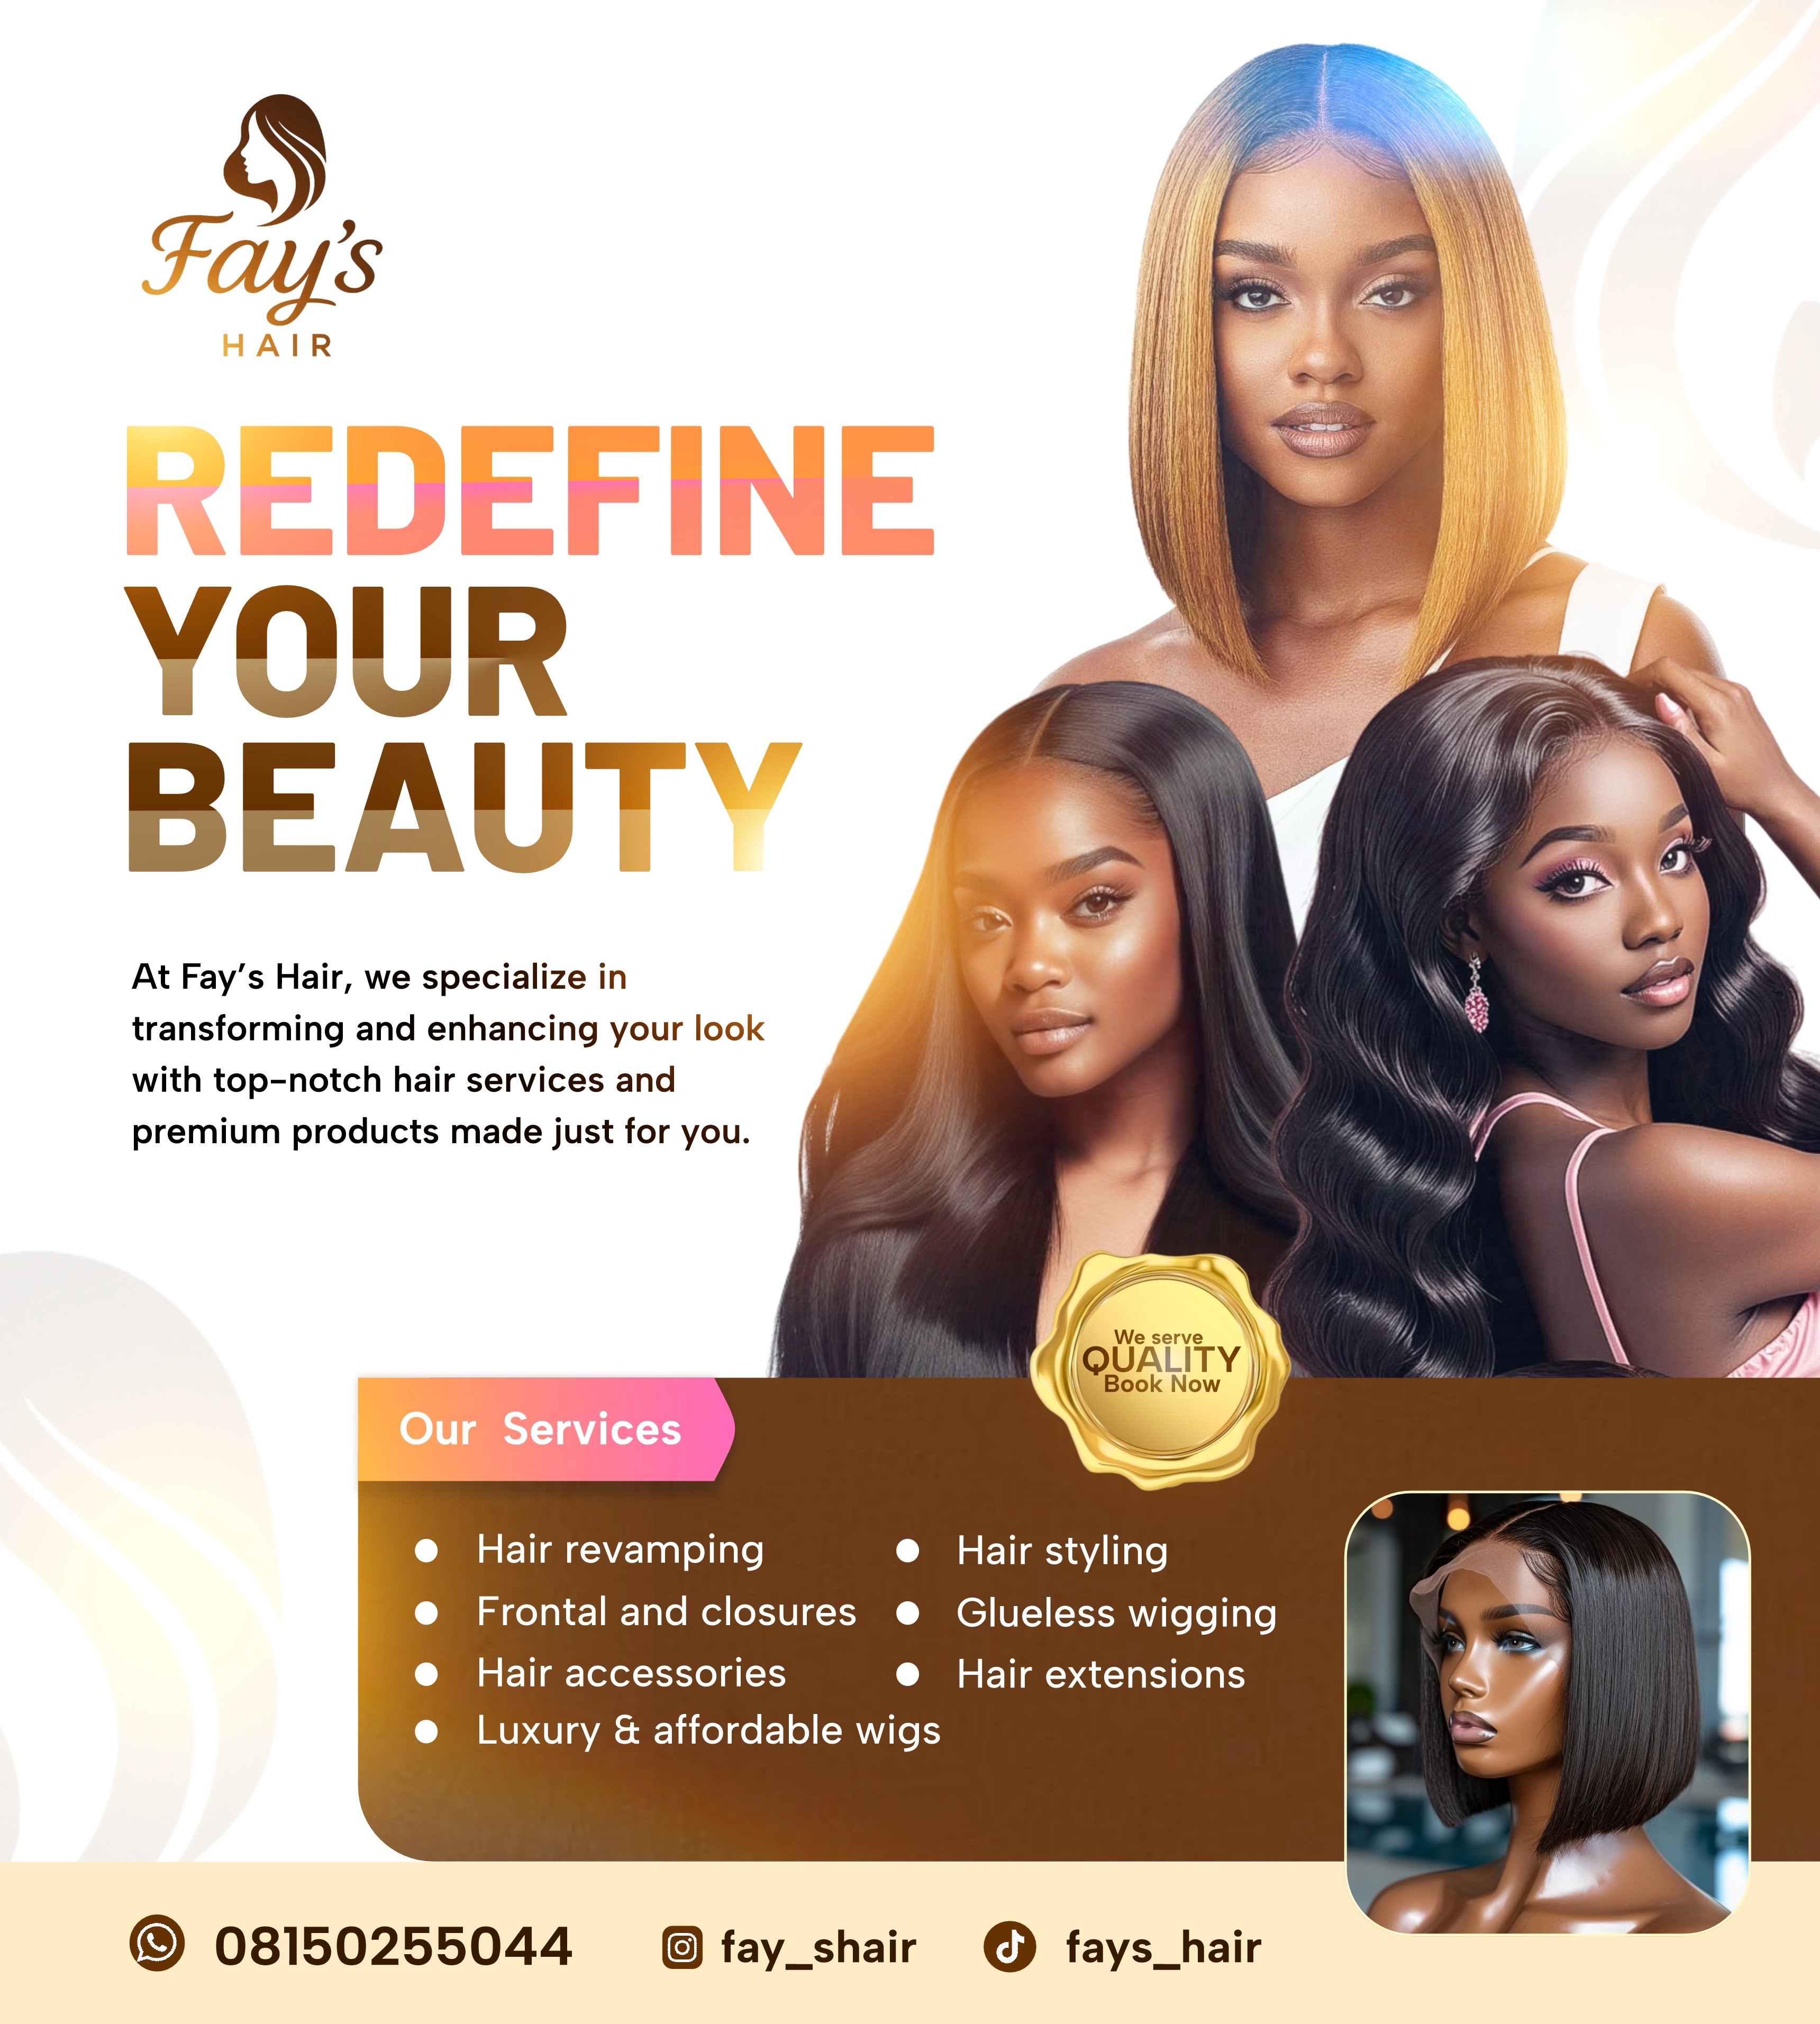 Fay's
HAIR
REDEFINE
YOUR
BEAUTY
At Fay's Hair, we specialize in
transforming and enhancing your look
with top-notch hair services and
premium products made just for you.
We serve
QUALITY
Book Now
Our Services
Hair revamping
Frontal and closures
Hair accessories
Luxury & affordable wigs
Hair styling
Glueless wigging
Hair extensions
08150255044
fay_shair
fays_hair